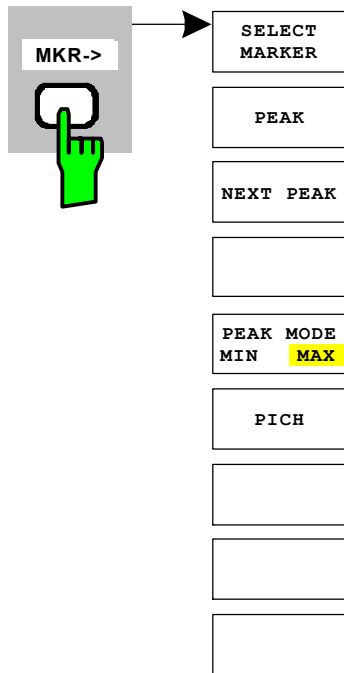 MKR->
SELECT
MARKER
PEAK
NEXT PEAK
PEAK MODE
MIN MAX
PICH